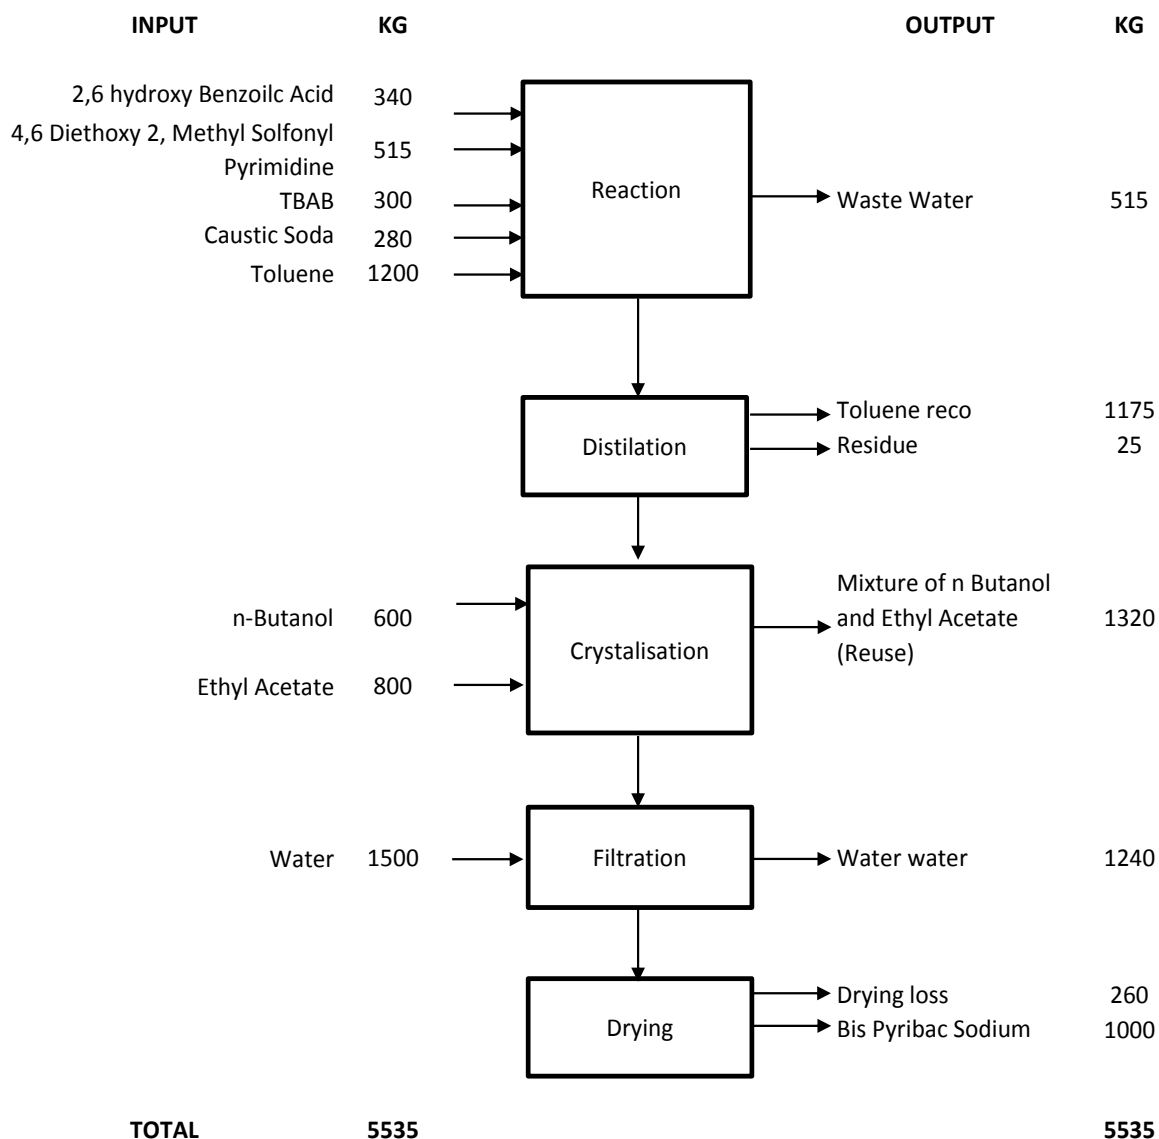 INPUT KG OUTPUT KG
2,6 hydroxy Benzoilc Acid 340
4,6 Diethoxy 2, Methyl Solfonyl
Pyrimidine 515
TBAB 300
Caustic Soda 280
Toluene 1200
Reaction
Waste Water 515
Distilation
Toluene reco 1175
Residue 25
n-Butanol 600
Ethyl Acetate 800
Crystalisation
Mixture of n Butanol
and Ethyl Acetate 1320
(Reuse)
Water 1500
Filtration
Water water 1240
Drying
Drying loss 260
Bis Pyribac Sodium 1000
TOTAL 5535 5535